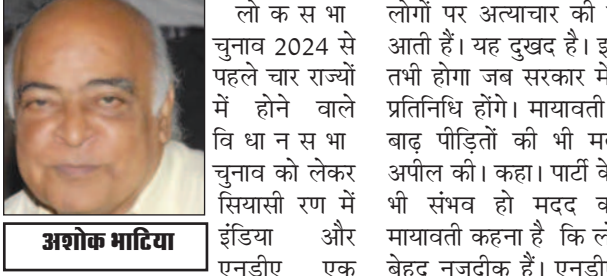 लो क स भा
चुनाव 2024 से
पहले चार राज्यों
में होने वाले
वि धा न स भा
चुनाव को लेकर
सियासी रण में
इंडिया और
एनडीए एक
अशोक भाटिया
लोगों पर अत्याचार की
आती हैं। यह दुखद है।
तभी होगा जब सरकार में
प्रतिनिधि होंगे। मायावती
बाढ़ पीड़ितों की भी
अपील की। कहा। पार्टी के
भी संभव हो मदद
मायावती कहना है कि
बेहद नजदीक हैं।